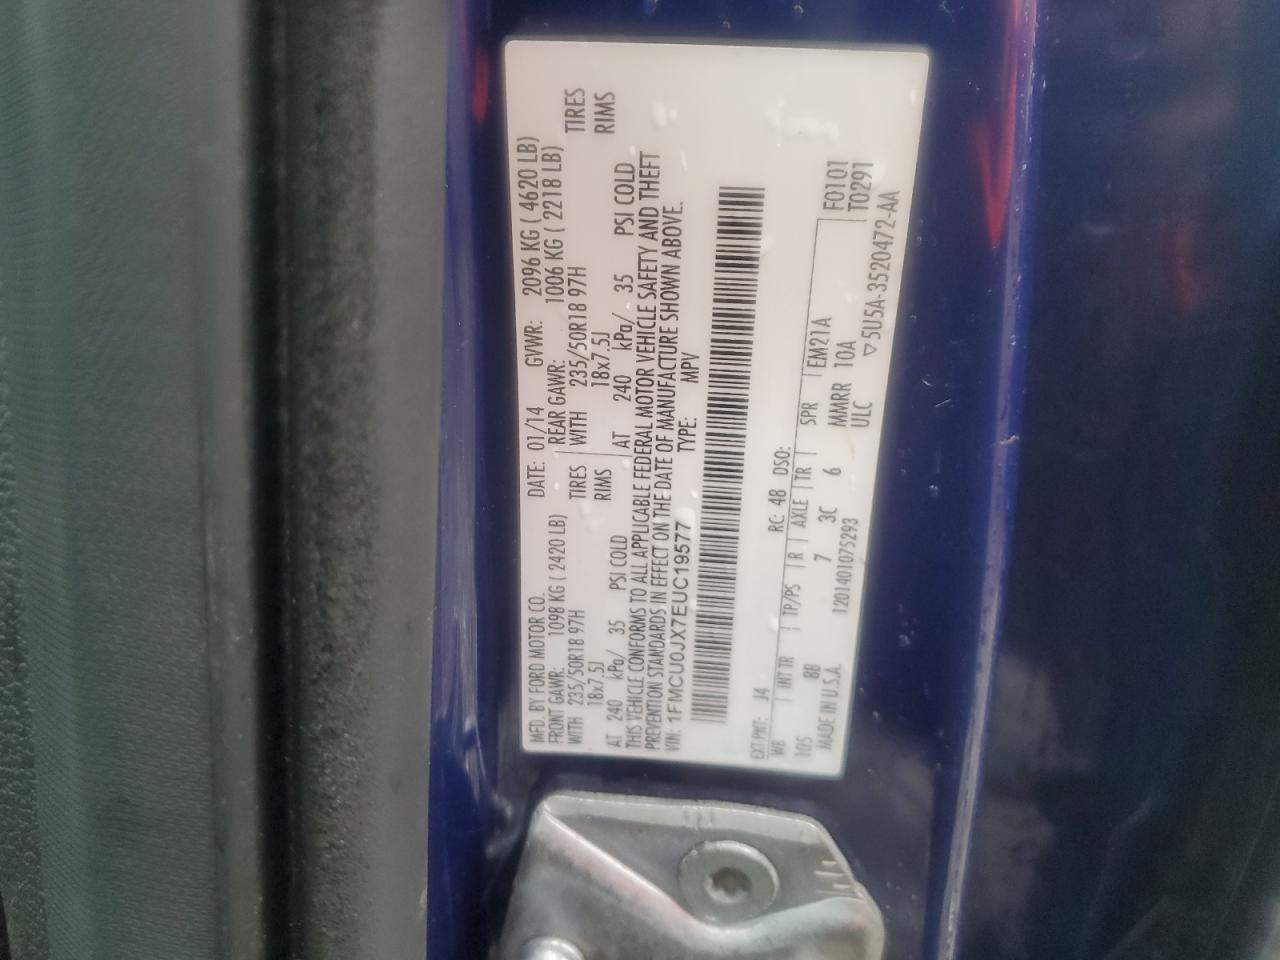 MFD. BY FORD MOTOR CO. DATE: 01/14 GVWR: 2096 KG ( 4620 LB)
FRONT GAWR: 1098 KG ( 2420 LB) REAR GAWR: 1006 KG ( 2218 LB)
WITH 235/50R18 97H TIRES WITH 235/50R18 97H TIRES
18x7.5J RIMS 18x7.5J RIMS
AT 240 kPa/ 35 PSI COLD AT 240 kPa/ 35 PSI COLD
THIS VEHICLE CONFORMS TO ALL APPLICABLE FEDERAL MOTOR VEHICLE SAFETY AND THEFT
PREVENTION STANDARDS IN EFFECT ON THE DATE OF MANUFACTURE SHOWN ABOVE.
VIN: 1FMCU0JX7EUC19577 TYPE: MPV
EXT PNT: J4 RC: 48 DSO:
WB INT TR TP/PS R AXLE TR SPR EM21A F0101
105 8B 7 3C 6 MMRR 10A T0291
MADE IN U.S.A. 1201401075293 ULC ▽5U5A-3520472-AA